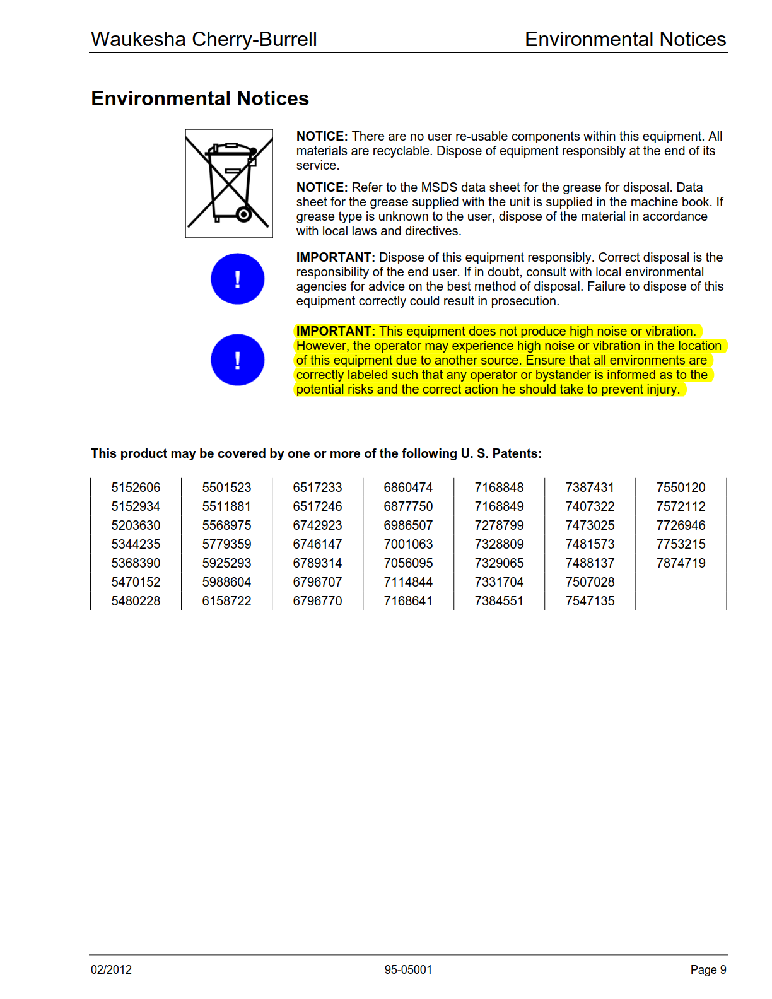 Waukesha Cherry-Burrell Environmental Notices
Environmental Notices
NOTICE: There are no user re-usable components within this equipment. All
materials are recyclable. Dispose of equipment responsibly at the end of its
service.
NOTICE: Refer to the MSDS data sheet for the grease for disposal. Data
sheet for the grease supplied with the unit is supplied in the machine book. If
grease type is unknown to the user, dispose of the material in accordance
with local laws and directives.
!
IMPORTANT: Dispose of this equipment responsibly. Correct disposal is the
responsibility of the end user. If in doubt, consult with local environmental
agencies for advice on the best method of disposal. Failure to dispose of this
equipment correctly could result in prosecution.
!
IMPORTANT: This equipment does not produce high noise or vibration.
However, the operator may experience high noise or vibration in the location
of this equipment due to another source. Ensure that all environments are
correctly labeled such that any operator or bystander is informed as to the
potential risks and the correct action he should take to prevent injury.
This product may be covered by one or more of the following U. S. Patents:
5152606 5501523 6517233 6860474 7168848 7387431 7550120
5152934 5511881 6517246 6877750 7168849 7407322 7572112
5203630 5568975 6742923 6986507 7278799 7473025 7726946
5344235 5779359 6746147 7001063 7328809 7481573 7753215
5368390 5925293 6789314 7056095 7329065 7488137 7874719
5470152 5988604 6796707 7114844 7331704 7507028
5480228 6158722 6796770 7168641 7384551 7547135
02/2012 95-05001 Page 9